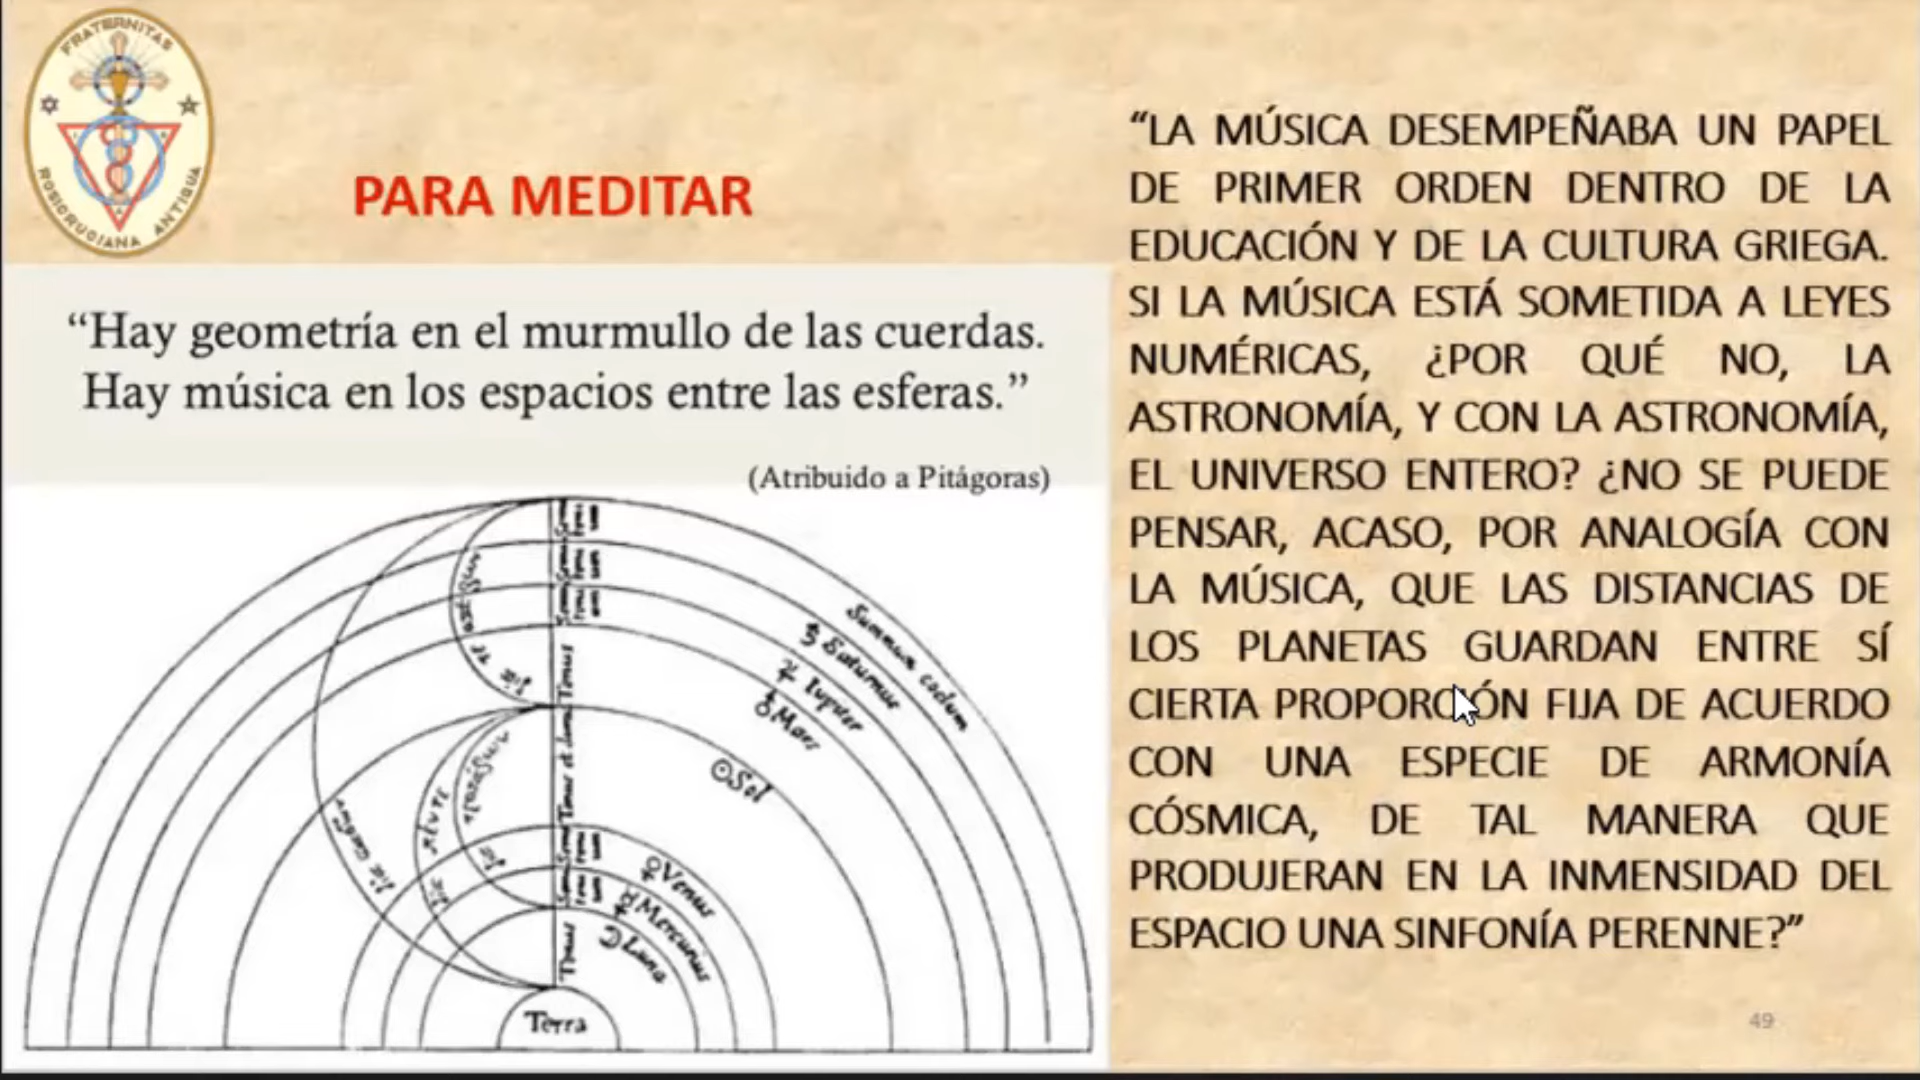 FRATERNITAS
ROSICRUCIANA ANTIQUA
PARA MEDITAR
“Hay geometría en el murmullo de las cuerdas.
Hay música en los espacios entre las esferas.”
(Atribuido a Pitágoras)
Summum coelum
♄ Saturnus
♃ Iupiter
♂ Mars
☉ Sol
♀ Venus
☿ Mercurius
☽ Luna
Tonus
Tonus
Terra
“LA MÚSICA DESEMPEÑABA UN PAPEL
DE PRIMER ORDEN DENTRO DE LA
EDUCACIÓN Y DE LA CULTURA GRIEGA.
SI LA MÚSICA ESTÁ SOMETIDA A LEYES
NUMÉRICAS, ¿POR QUÉ NO, LA
ASTRONOMÍA, Y CON LA ASTRONOMÍA,
EL UNIVERSO ENTERO? ¿NO SE PUEDE
PENSAR, ACASO, POR ANALOGÍA CON
LA MÚSICA, QUE LAS DISTANCIAS DE
LOS PLANETAS GUARDAN ENTRE SÍ
CIERTA PROPORCIÓN FIJA DE ACUERDO
CON UNA ESPECIE DE ARMONÍA
CÓSMICA, DE TAL MANERA QUE
PRODUJERAN EN LA INMENSIDAD DEL
ESPACIO UNA SINFONÍA PERENNE?”
49